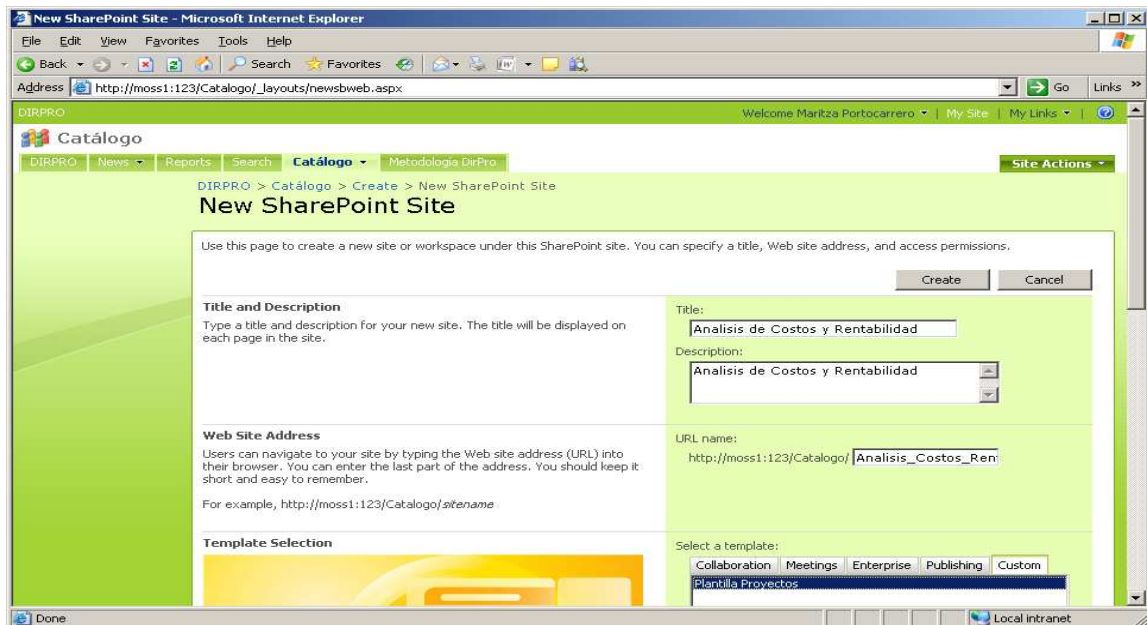 New SharePoint Site - Microsoft Internet Explorer
File Edit View Favorites Tools Help
Back Search Favorites
Address http://moss1:123/Catalogo/_layouts/newsbweb.aspx Go Links »
DIRPRO Welcome Maritza Portocarrero | My Site | My Links |
Catálogo
DIRPRO News Reports Search Catálogo Metodología DirPro Site Actions
DIRPRO > Catálogo > Create > New SharePoint Site
New SharePoint Site
Use this page to create a new site or workspace under this SharePoint site. You can specify a title, Web site address, and access permissions.
Create Cancel
Title and Description
Type a title and description for your new site. The title will be displayed on
each page in the site.
Title:
Analisis de Costos y Rentabilidad
Description:
Analisis de Costos y Rentabilidad
Web Site Address
Users can navigate to your site by typing the Web site address (URL) into
their browser. You can enter the last part of the address. You should keep it
short and easy to remember.
For example, http://moss1:123/Catalogo/sitename
URL name:
http://moss1:123/Catalogo/ Analisis_Costos_Ren
Template Selection
Select a template:
Collaboration Meetings Enterprise Publishing Custom
Plantilla Proyectos
Done Local intranet